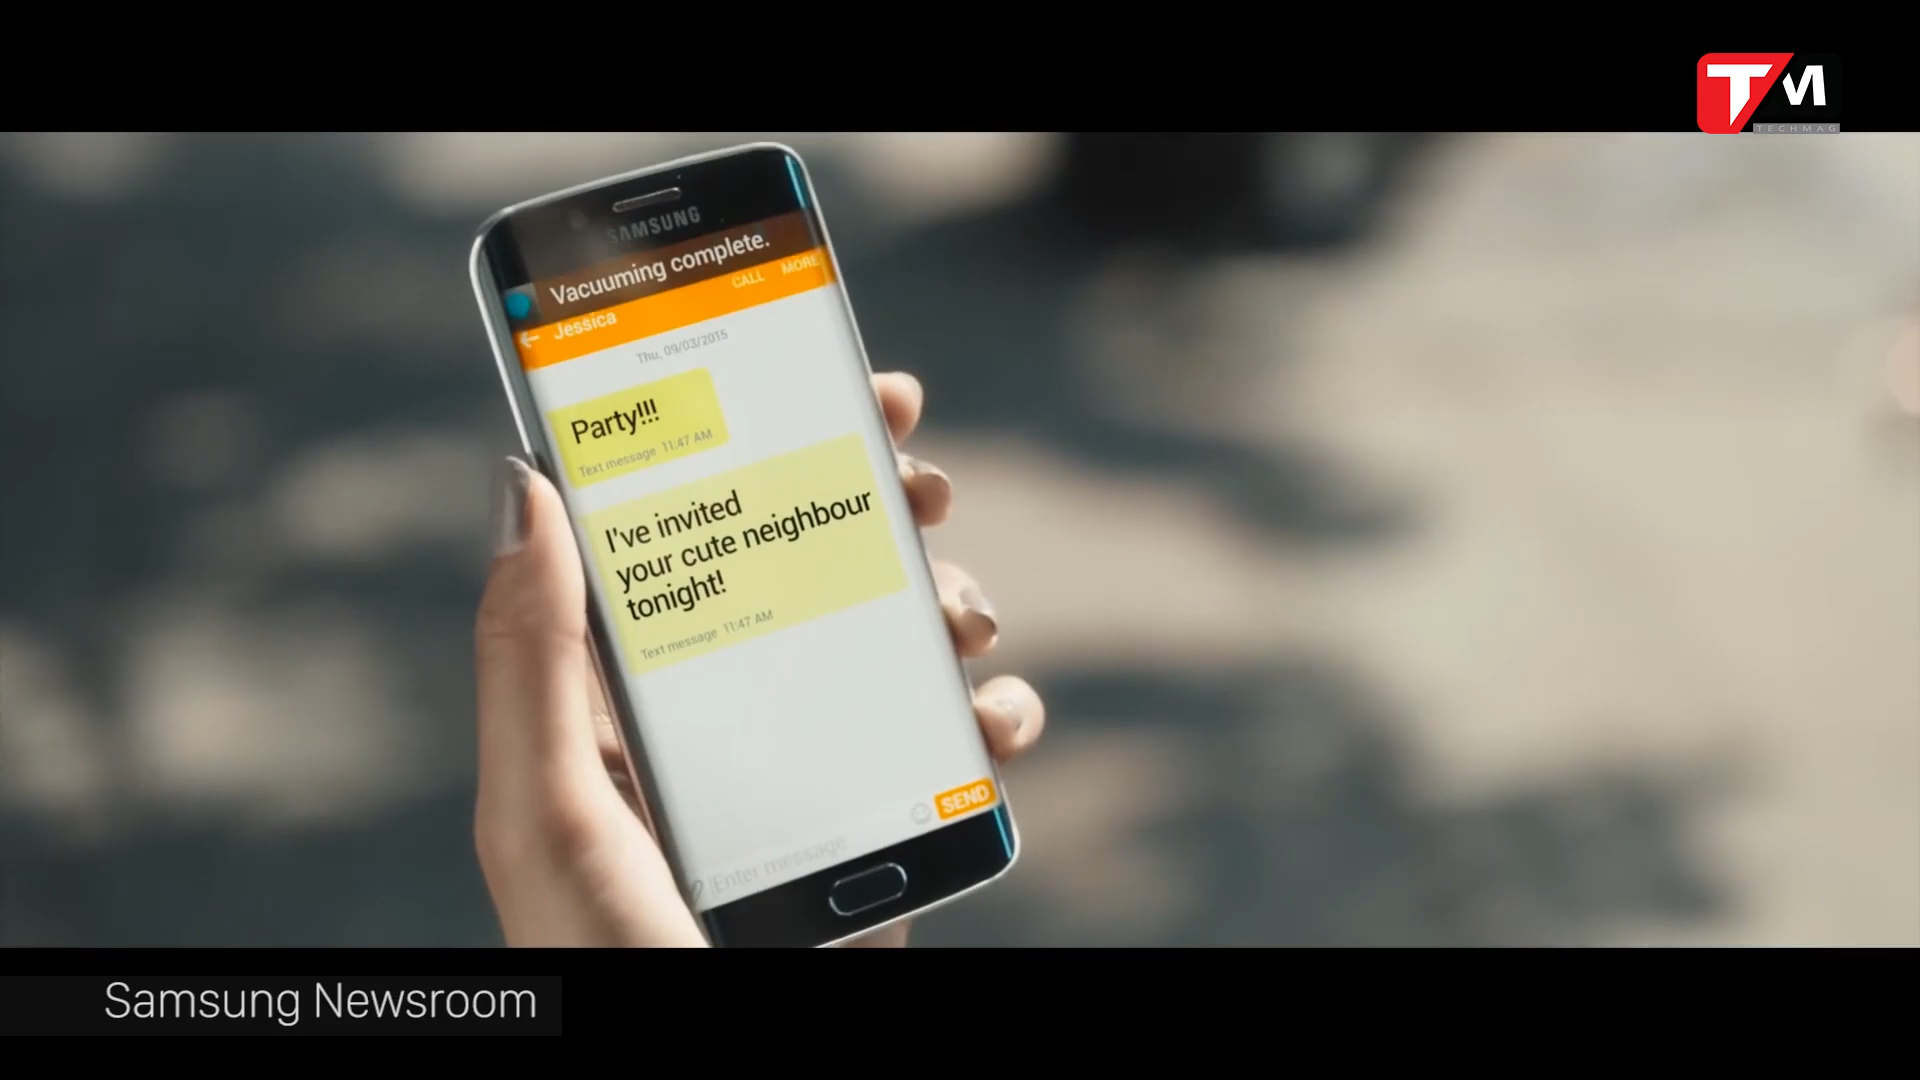 TM
TECHMAG
SAMSUNG
Vacuuming complete.
CALL MORE
Jessica
Thu, 09/03/2015
Party!!!
Text message 11:47 AM
I've invited
your cute neighbour
tonight!
Text message 11:47 AM
SEND
Enter message
Samsung Newsroom